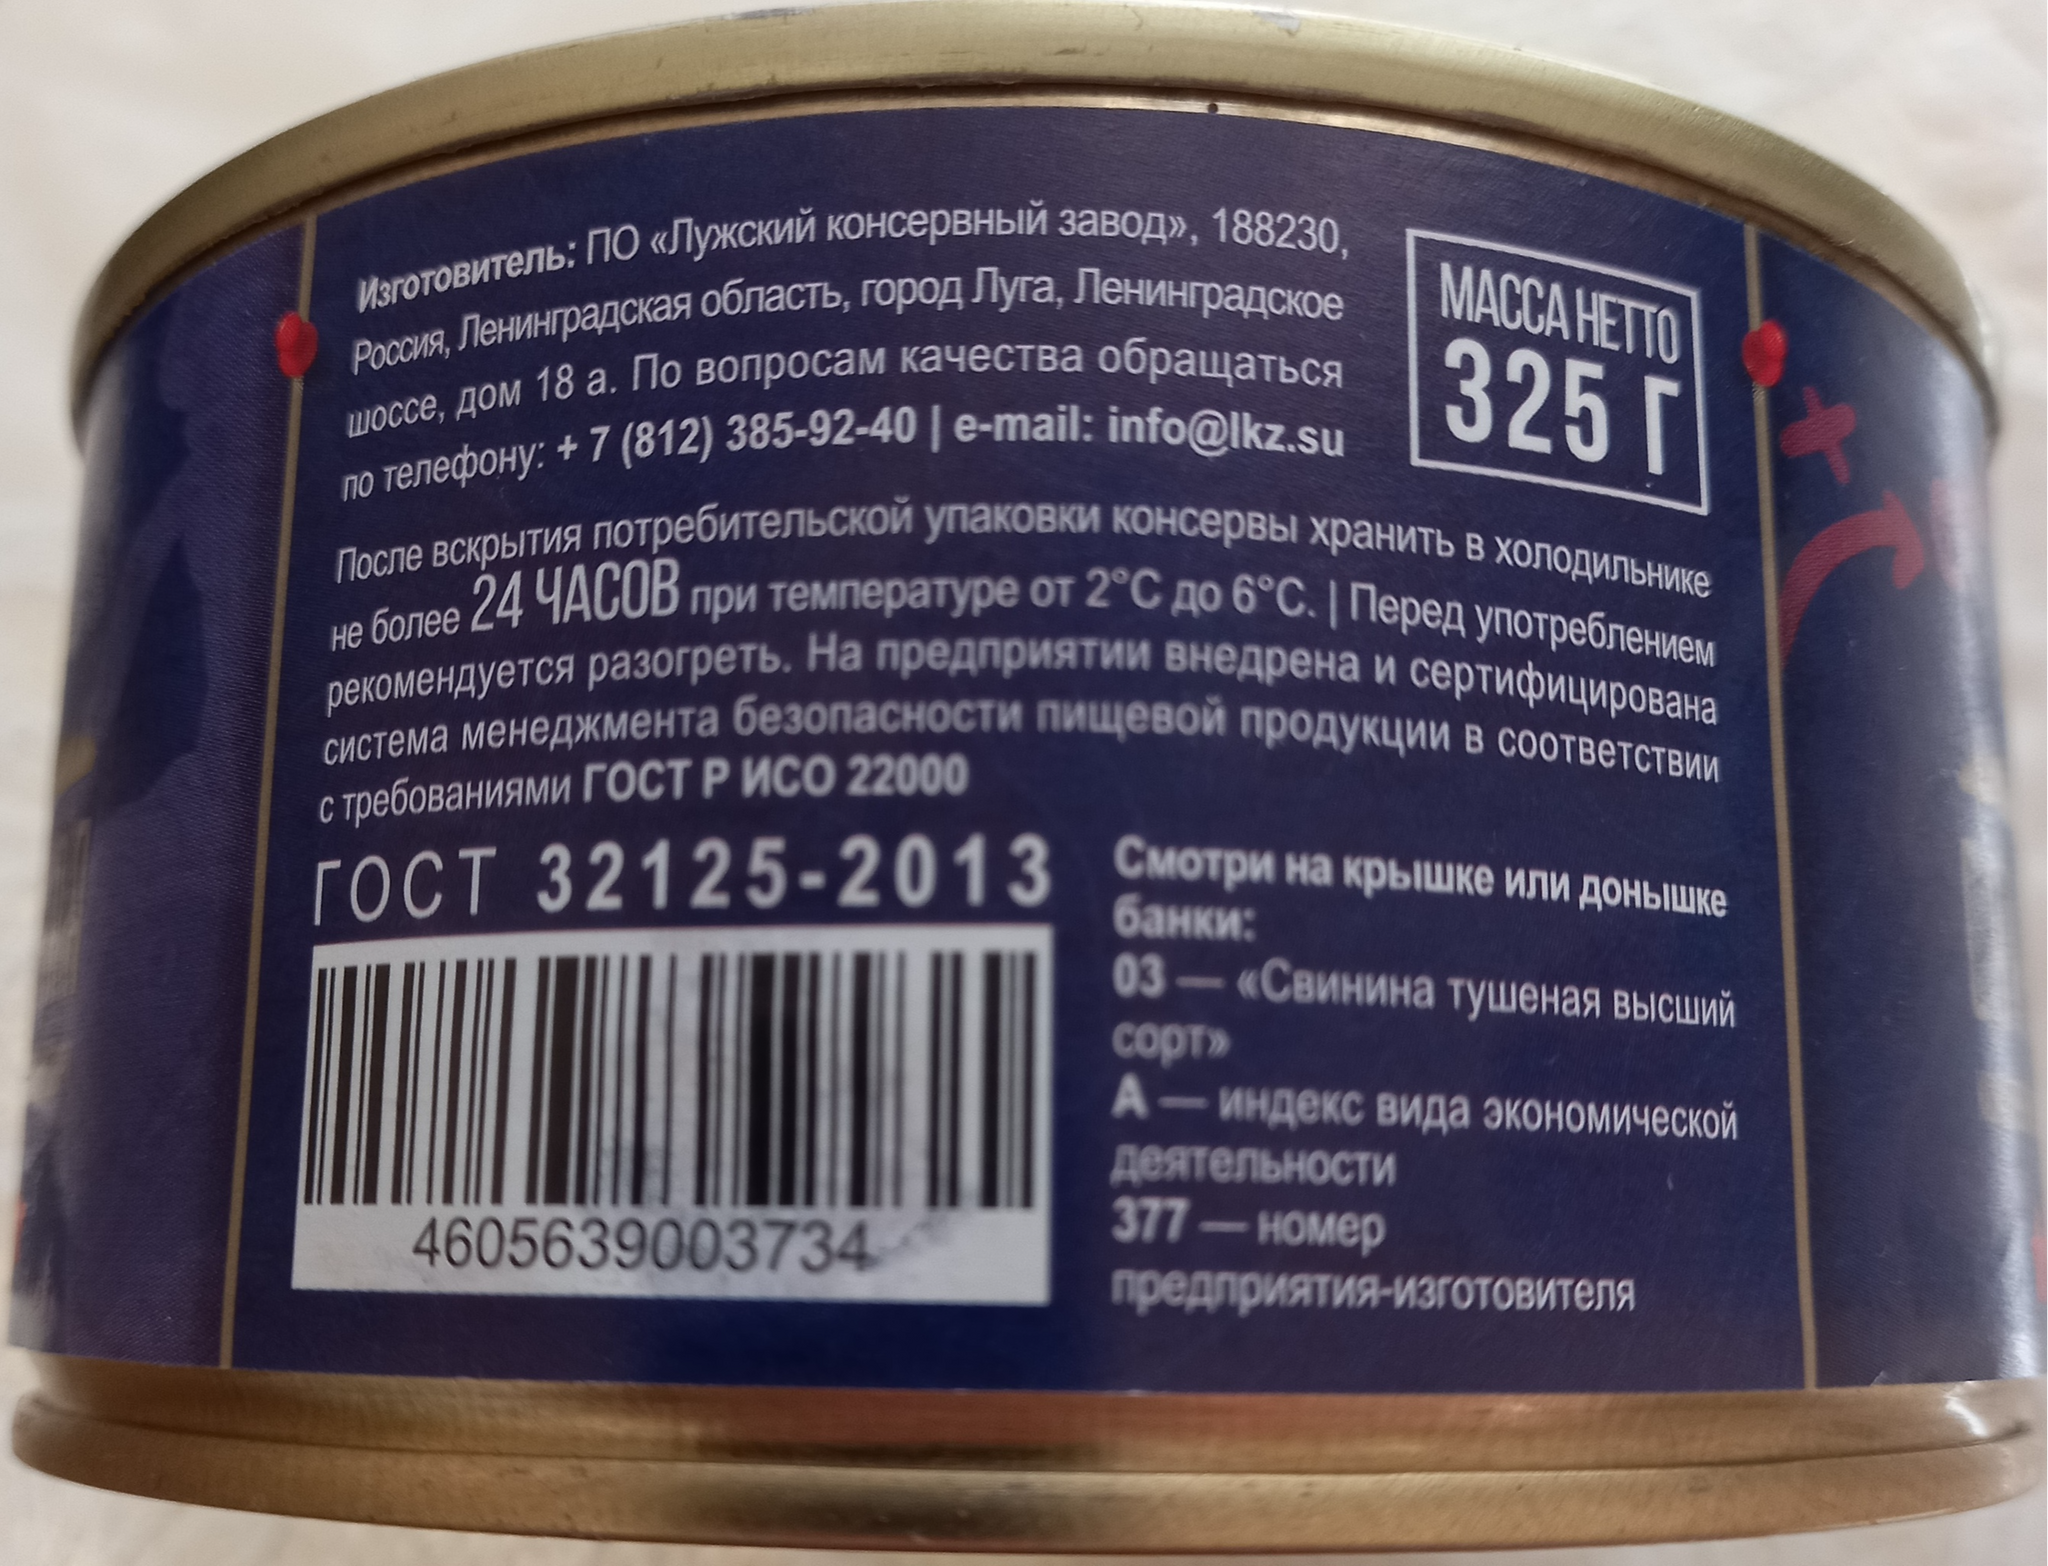 Изготовитель: ПО «Лужский консервный завод», 188230,
Россия, Ленинградская область, город Луга, Ленинградское
шоссе, дом 18 а. По вопросам качества обращаться
по телефону: + 7 (812) 385-92-40 | e-mail: info@lkz.su
МАССА НЕТТО
325 Г
После вскрытия потребительской упаковки консервы хранить в холодильнике
не более 24 ЧАСОВ при температуре от 2°С до 6°С. | Перед употреблением
рекомендуется разогреть. На предприятии внедрена и сертифицирована
система менеджмента безопасности пищевой продукции в соответствии
с требованиями ГОСТ Р ИСО 22000
ГОСТ 32125-2013
4605639003734
Смотри на крышке или донышке
банки:
03 — «Свинина тушеная высший
сорт»
А — индекс вида экономической
деятельности
377 — номер
предприятия-изготовителя